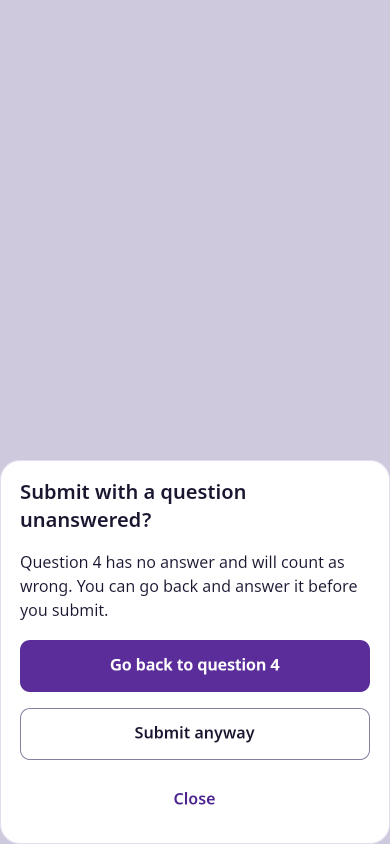 Submit with a question
unanswered?
Question 4 has no answer and will count as
wrong. You can go back and answer it before
you submit.
Go back to question 4
Submit anyway
Close